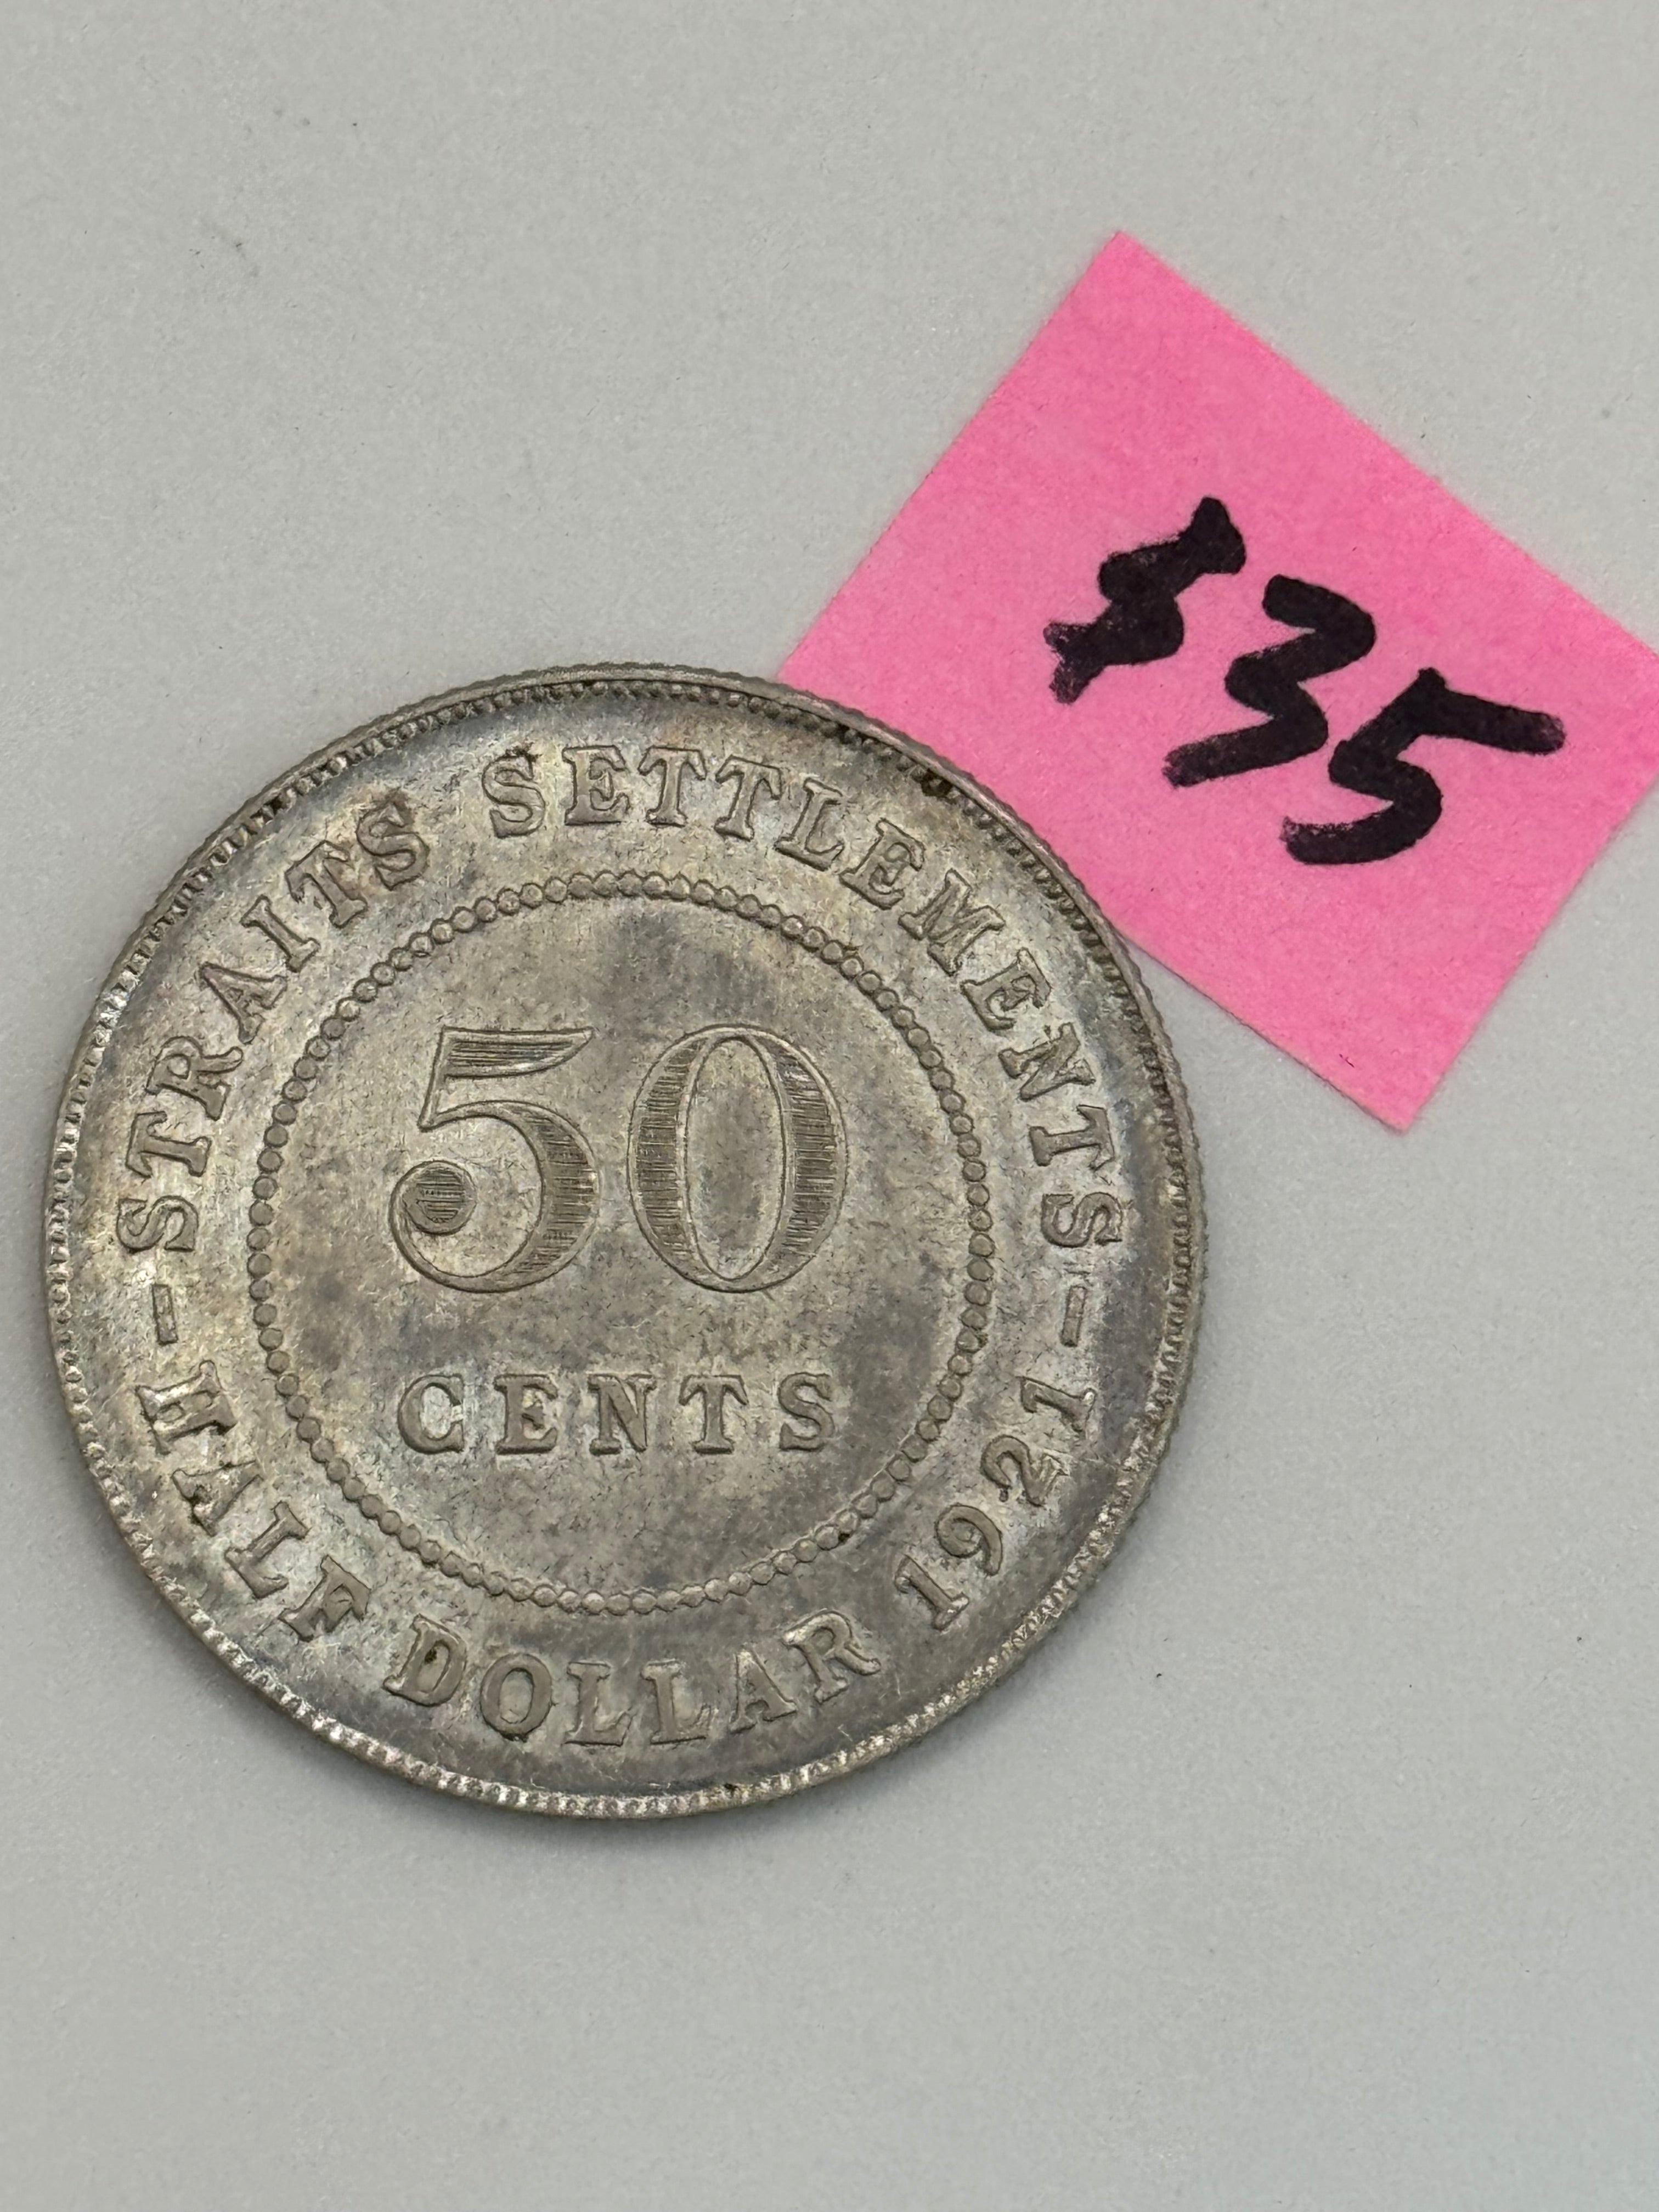 $35
STRAITS SETTLEMENTS
50
CENTS
HALF DOLLAR 1921